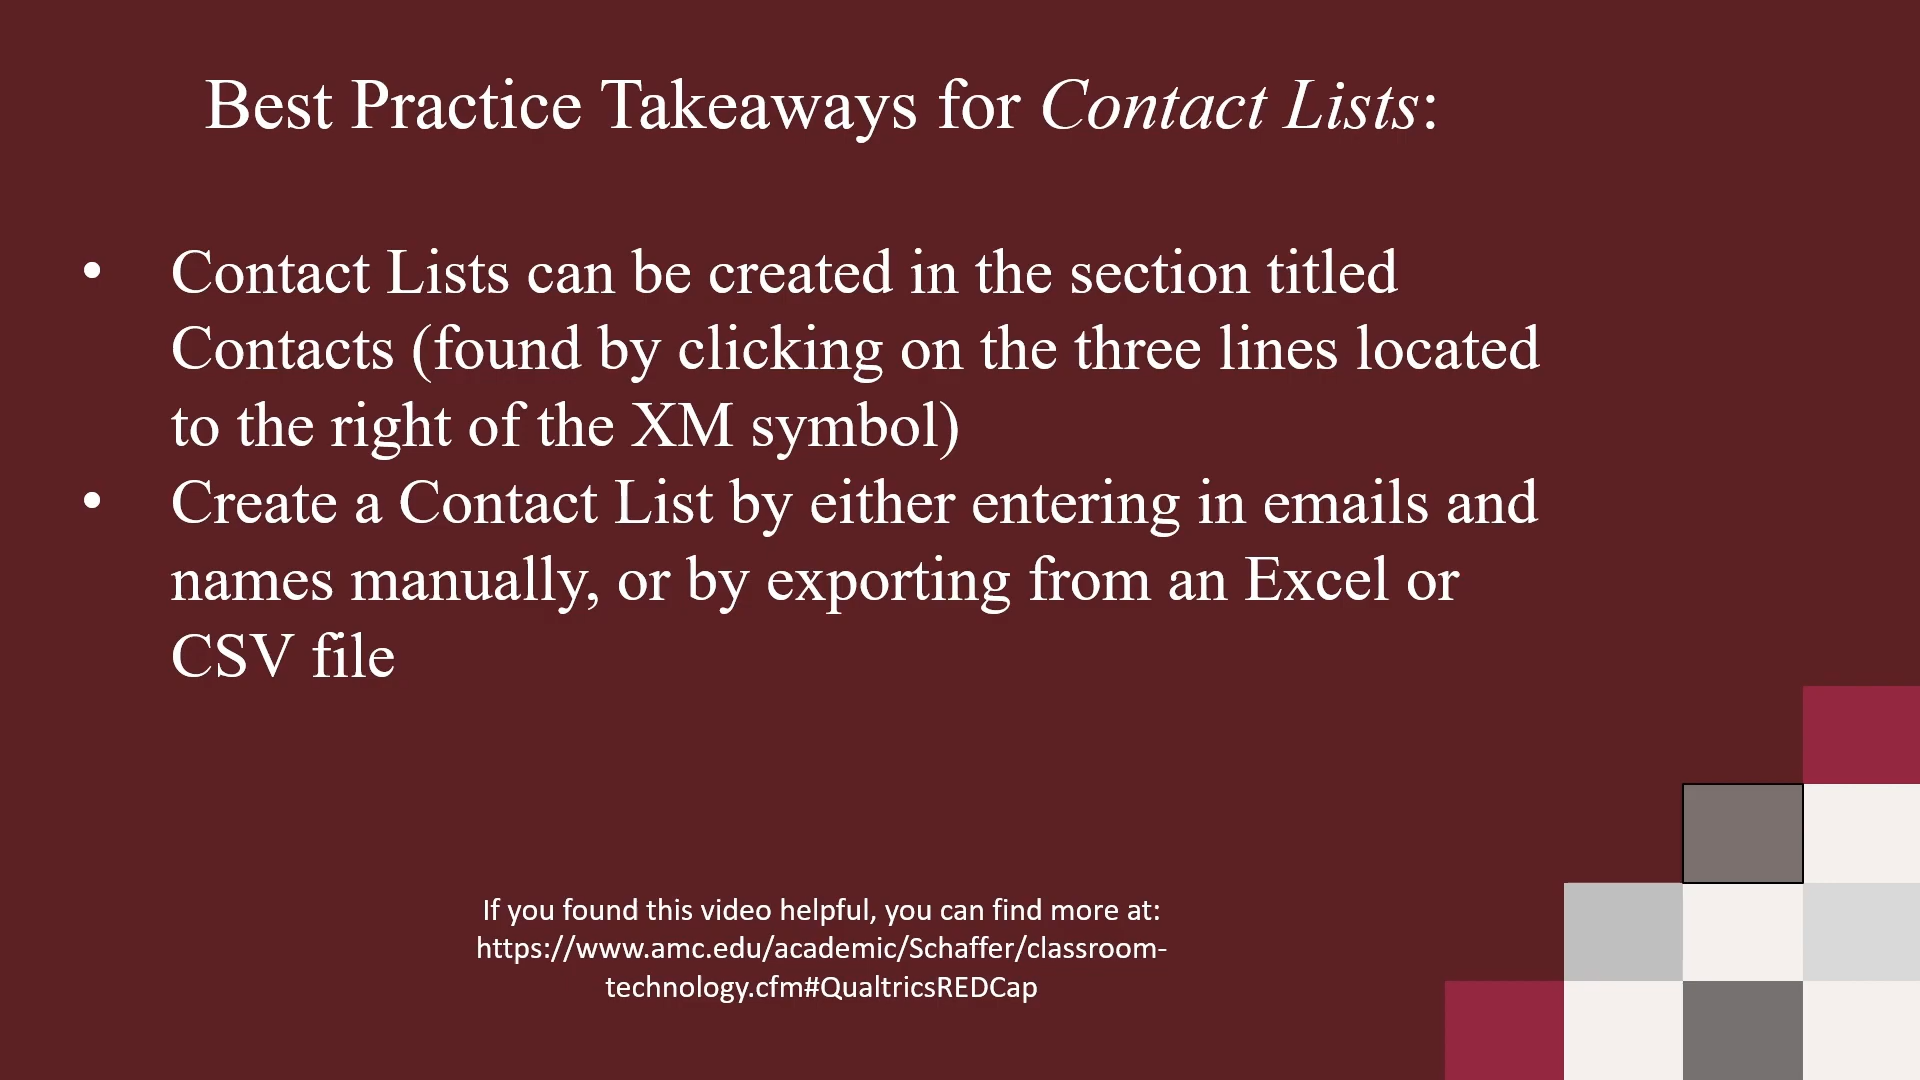 Best Practice Takeaways for Contact Lists:
• Contact Lists can be created in the section titled
Contacts (found by clicking on the three lines located
to the right of the XM symbol)
• Create a Contact List by either entering in emails and
names manually, or by exporting from an Excel or
CSV file
If you found this video helpful, you can find more at:
https://www.amc.edu/academic/Schaffer/classroom-
technology.cfm#QualtricsREDCap